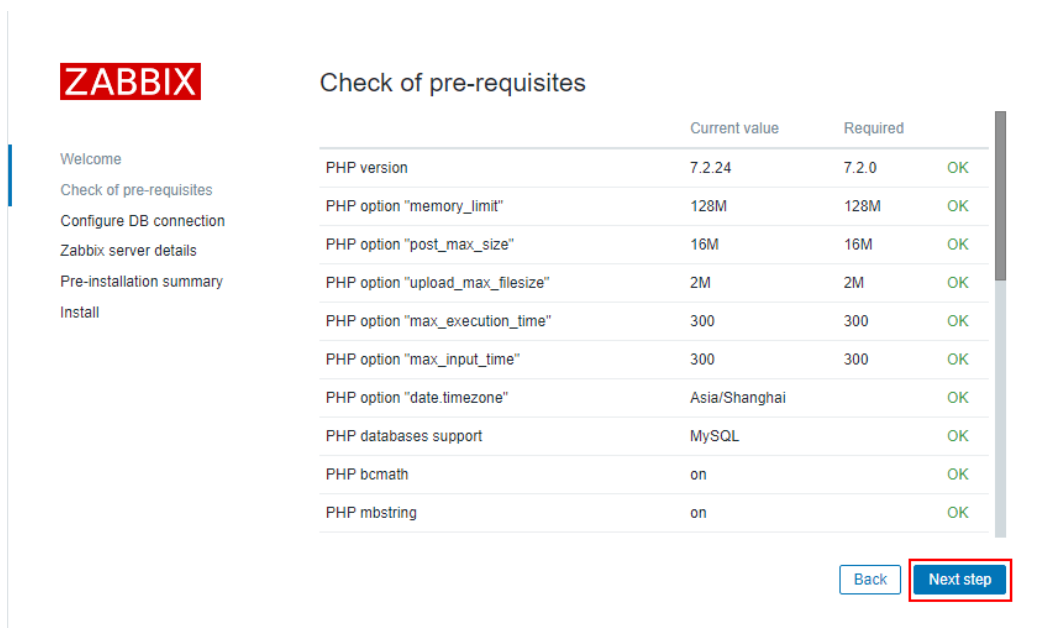 ZABBIX
Check of pre-requisites
Current value Required
Welcome
Check of pre-requisites
Configure DB connection
Zabbix server details
Pre-installation summary
Install
PHP version 7.2.24 7.2.0 OK
PHP option "memory_limit" 128M 128M OK
PHP option "post_max_size" 16M 16M OK
PHP option "upload_max_filesize" 2M 2M OK
PHP option "max_execution_time" 300 300 OK
PHP option "max_input_time" 300 300 OK
PHP option "date.timezone" Asia/Shanghai OK
PHP databases support MySQL OK
PHP bcmath on OK
PHP mbstring on OK
Back Next step